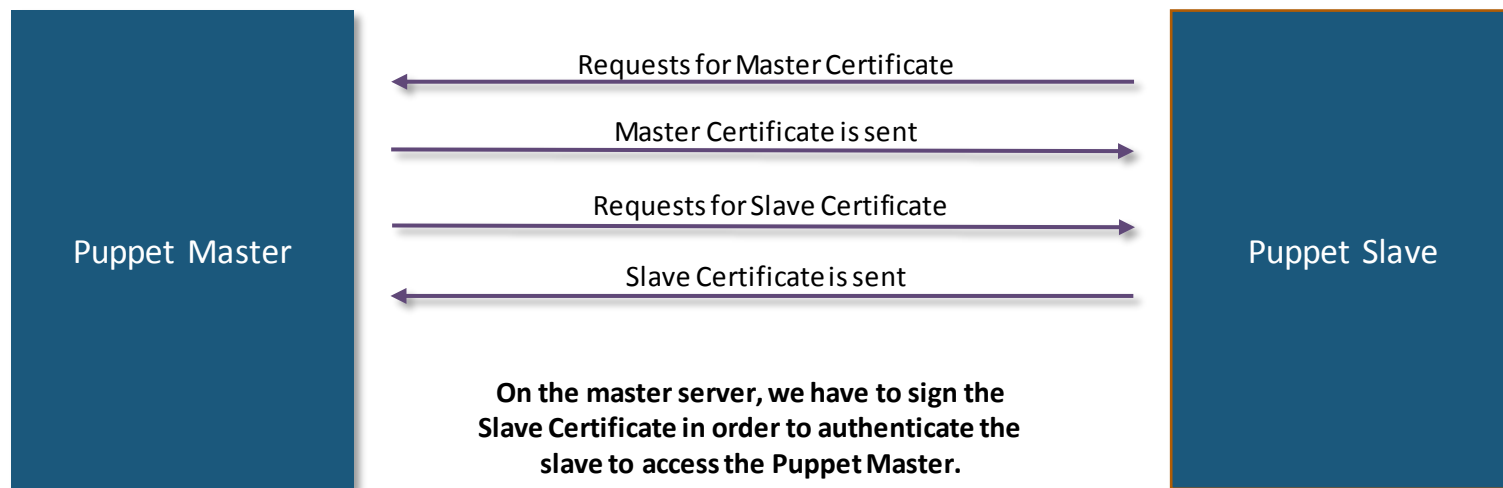 Requests for Master Certificate
Master Certificate is sent
Requests for Slave Certificate
Puppet Master
Puppet Slave
Slave Certificate is sent
On the master server, we have to sign the
Slave Certificate in order to authenticate the
slave to access the Puppet Master.